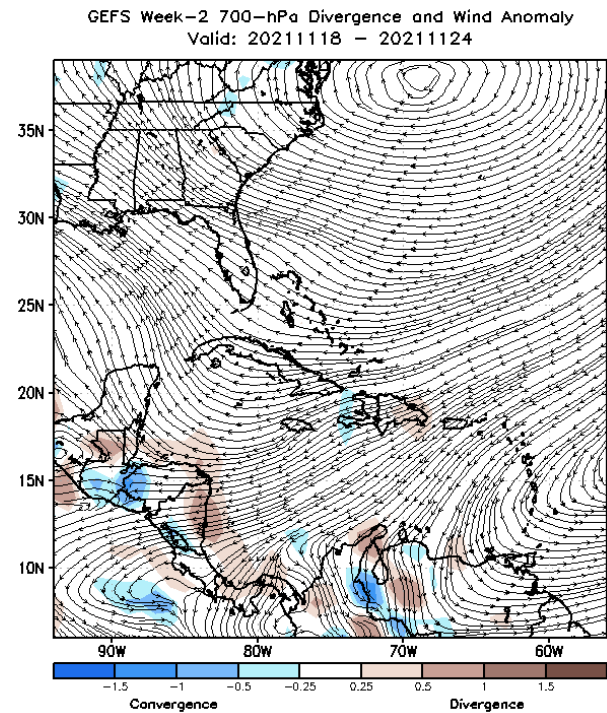 GEFS Week-2 700-hPa Divergence and Wind Anomaly
Valid: 20211118 - 20211124
35N
30N
25N
20N
15N
10N
90W 80W 70W 60W
-1.5 -1 -0.5 -0.25 0.25 0.5 1 1.5
Convergence Divergence